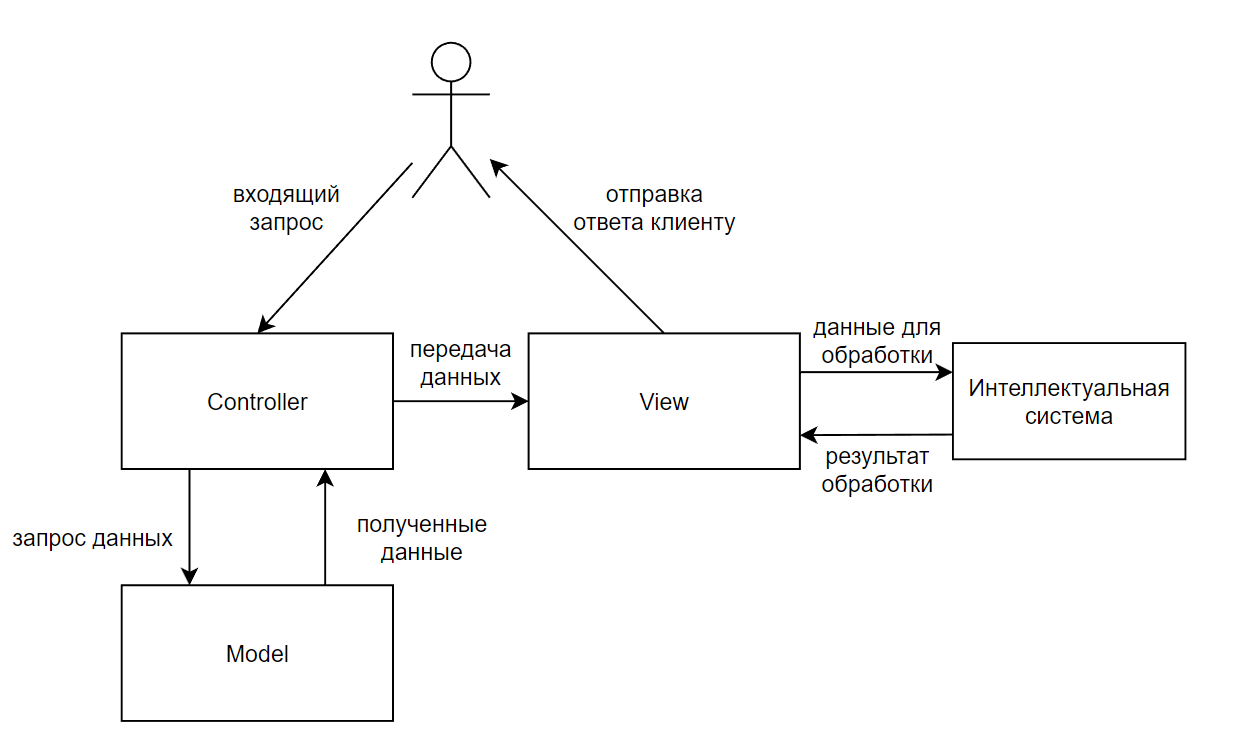 входящий
запрос
отправка
ответа клиенту
Controller
передача
данных
View
данные для
обработки
Интеллектуальная
система
результат
обработки
запрос данных
полученные
данные
Model